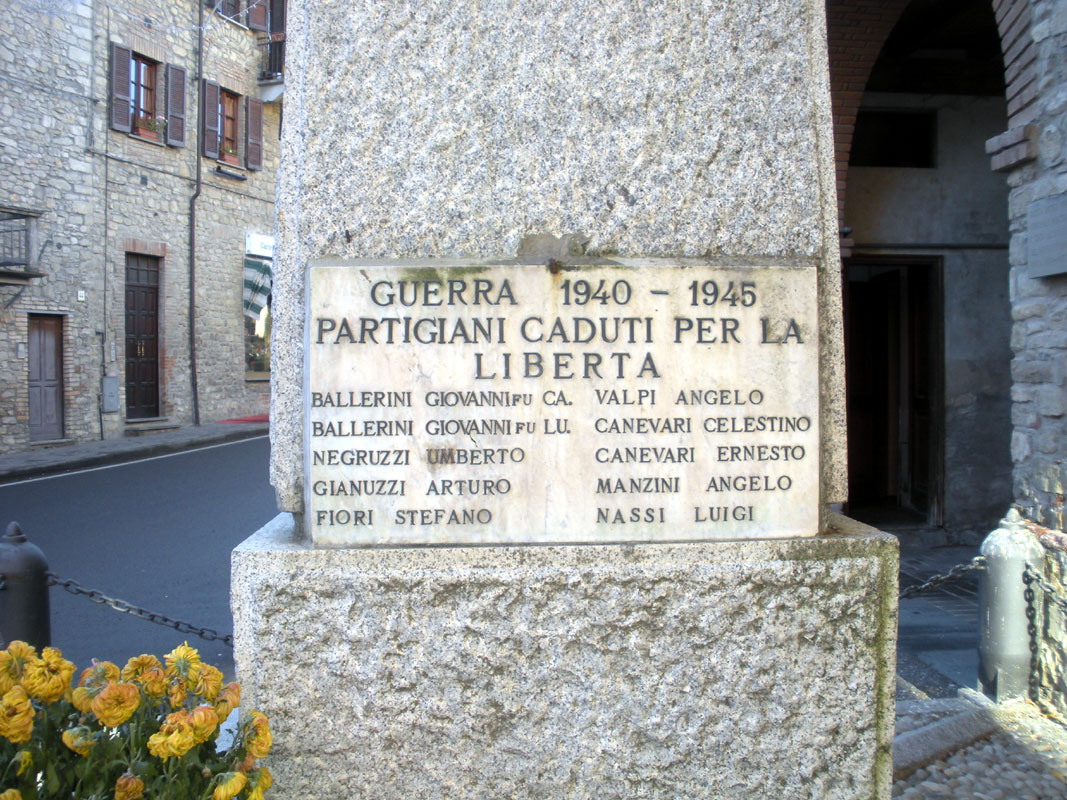 GUERRA 1940 - 1945
PARTIGIANI CADUTI PER LA
LIBERTA
BALLERINI GIOVANNI FU CA. VALPI ANGELO
BALLERINI GIOVANNI FU LU. CANEVARI CELESTINO
NEGRUZZI UMBERTO CANEVARI ERNESTO
GIANUZZI ARTURO MANZINI ANGELO
FIORI STEFANO NASSI LUIGI